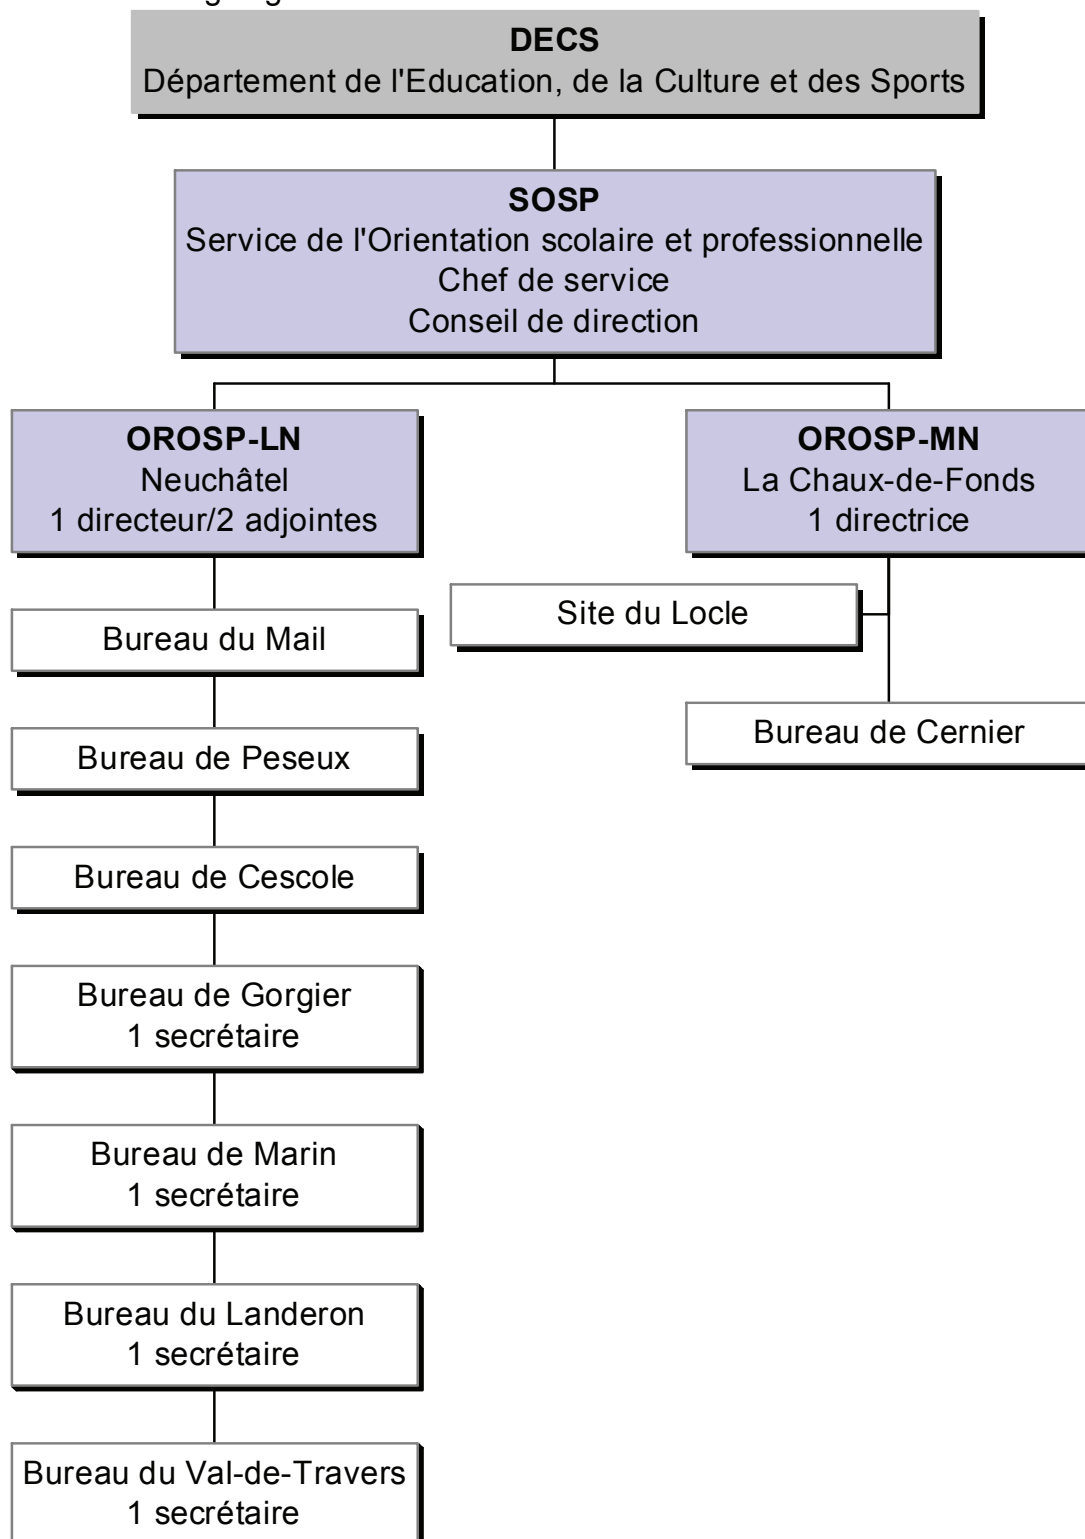 DECS
Département de l'Education, de la Culture et des Sports
SOSP
Service de l'Orientation scolaire et professionnelle
Chef de service
Conseil de direction
OROSP-LN
Neuchâtel
1 directeur/2 adjointes
OROSP-MN
La Chaux-de-Fonds
1 directrice
Bureau du Mail
Site du Locle
Bureau de Peseux
Bureau de Cernier
Bureau de Cescole
Bureau de Gorgier
1 secrétaire
Bureau de Marin
1 secrétaire
Bureau du Landeron
1 secrétaire
Bureau du Val-de-Travers
1 secrétaire